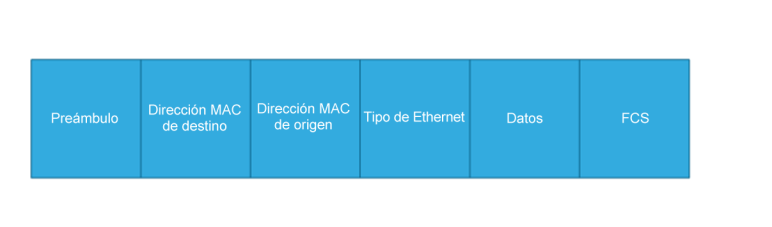 Preámbulo
Dirección MAC
de destino
Dirección MAC
de origen
Tipo de Ethernet
Datos
FCS